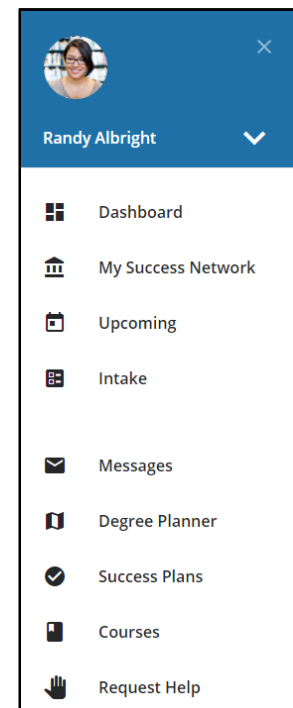 Randy Albright
Dashboard
My Success Network
Upcoming
Intake
Messages
Degree Planner
Success Plans
Courses
Request Help